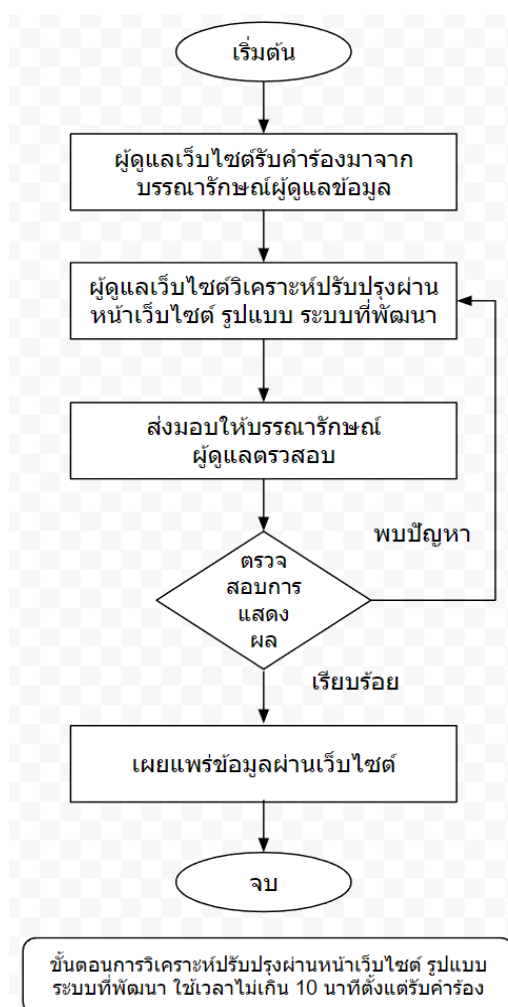 เริ่มต้น
ผู้ดูแลเว็บไซต์รับคำร้องมาจาก
บรรณารักษณ์ผู้ดูแลข้อมูล
ผู้ดูแลเว็บไซต์วิเคราะห์ปรับปรุงผ่าน
หน้าเว็บไซต์ รูปแบบ ระบบที่พัฒนา
ส่งมอบให้บรรณารักษณ์
ผู้ดูแลตรวสอบ
พบปัญหา
ตรวจ
สอบการ
แสดง
ผล
เรียบร้อย
เผยแพร่ข้อมูลผ่านเว็บไซต์
จบ
ขั้นตอนการวิเคราะห์ปรับปรุงผ่านหน้าเว็บไซต์ รูปแบบ
ระบบที่พัฒนา ใช้เวลาไม่เกิน 10 นาทีตั้งแต่รับคำร้อง